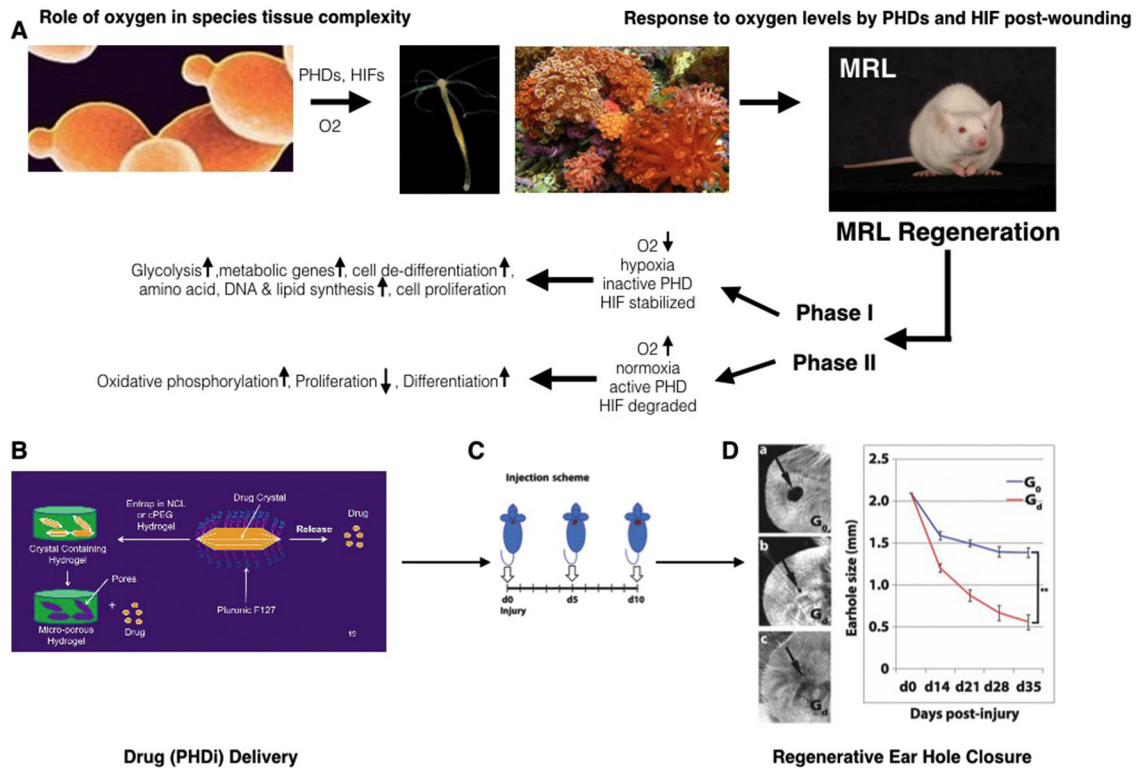 Role of oxygen in species tissue complexity
Response to oxygen levels by PHDs and HIF post-wounding
A
PHDs, HIFs
O2
MRL
MRL Regeneration
O2 ↓
hypoxia
inactive PHD
HIF stabilized
Glycolysis↑,metabolic genes↑, cell de-differentiation↑,
amino acid, DNA & lipid synthesis↑, cell proliferation
Phase I
Phase II
O2 ↑
normoxia
active PHD
HIF degraded
Oxidative phosphorylation↑, Proliferation↓, Differentiation↑
B
Entrap in NCL
or cPEG
Hydrogel
Drug Crystal
Release
Drug
Crystal Containing
Hydrogel
Pores
+
Drug
Micro-porous
Hydrogel
Pluronic F127
19
Drug (PHDi) Delivery
C
Injection scheme
d0 d5 d10
Injury
D
a
G0
b
Gd
c
Gd
2.5
2.0
1.5
1.0
0.5
0
Earhole size (mm)
G0
Gd
**
d0 d14 d21 d28 d35
Days post-injury
Regenerative Ear Hole Closure